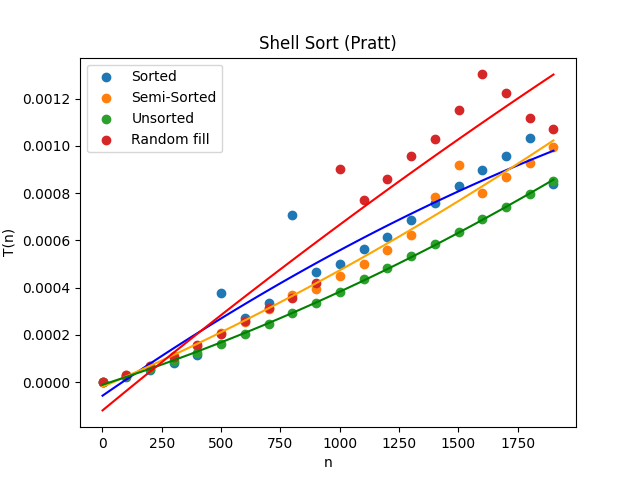 Shell Sort (Pratt)
Sorted
Semi-Sorted
Unsorted
Random fill
0.0012
0.0010
0.0008
0.0006
0.0004
0.0002
0.0000
T(n)
0 250 500 750 1000 1250 1500 1750
n